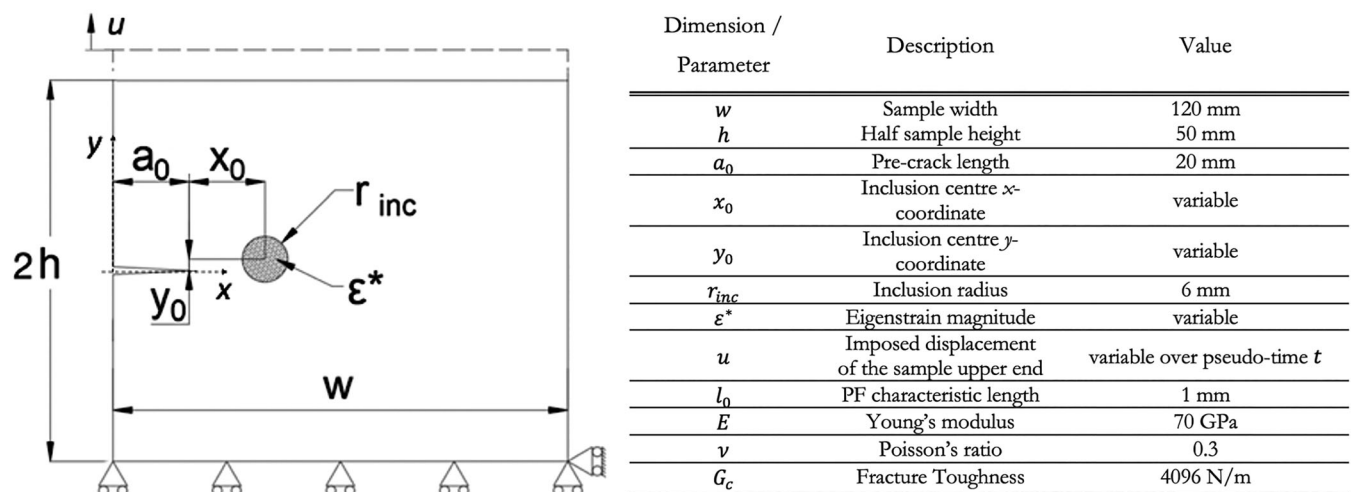 u
y
a0
x0
r inc
2h
ε*
x
y0
w
Dimension /
Parameter
Description
Value
w
Sample width
120 mm
h
Half sample height
50 mm
a0
Pre-crack length
20 mm
x0
Inclusion centre x-
coordinate
variable
y0
Inclusion centre y-
coordinate
variable
rinc
Inclusion radius
6 mm
ε*
Eigenstrain magnitude
variable
u
Imposed displacement
of the sample upper end
variable over pseudo-time t
l0
PF characteristic length
1 mm
E
Young's modulus
70 GPa
ν
Poisson's ratio
0.3
Gc
Fracture Toughness
4096 N/m